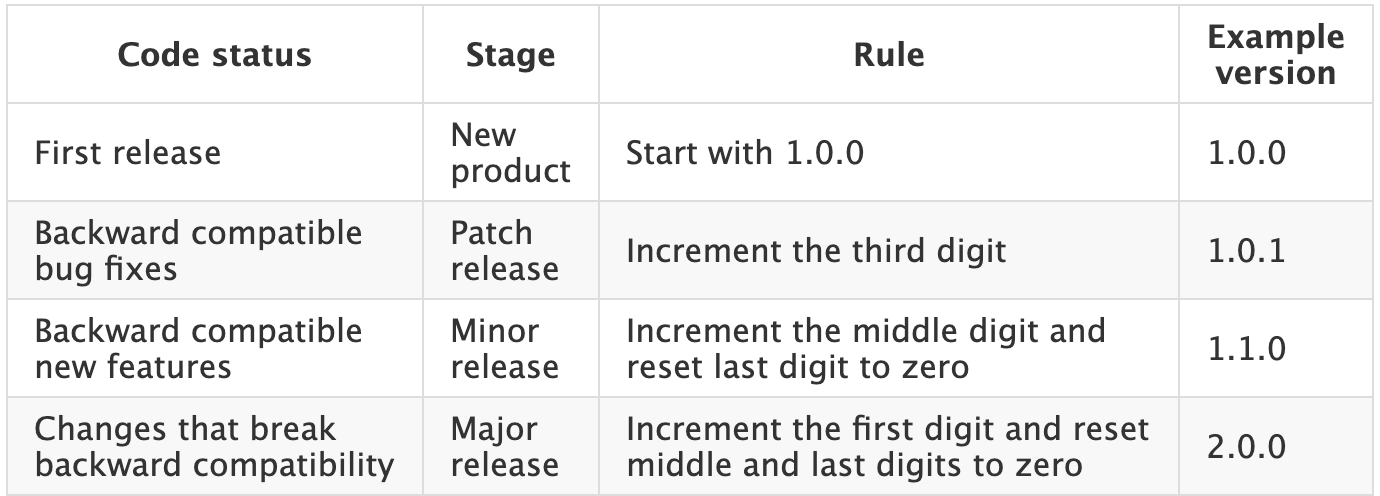 Code status
Stage
Rule
Example
version
First release
New
product
Start with 1.0.0
1.0.0
Backward compatible
bug fixes
Patch
release
Increment the third digit
1.0.1
Backward compatible
new features
Minor
release
Increment the middle digit and
reset last digit to zero
1.1.0
Changes that break
backward compatibility
Major
release
Increment the first digit and reset
middle and last digits to zero
2.0.0